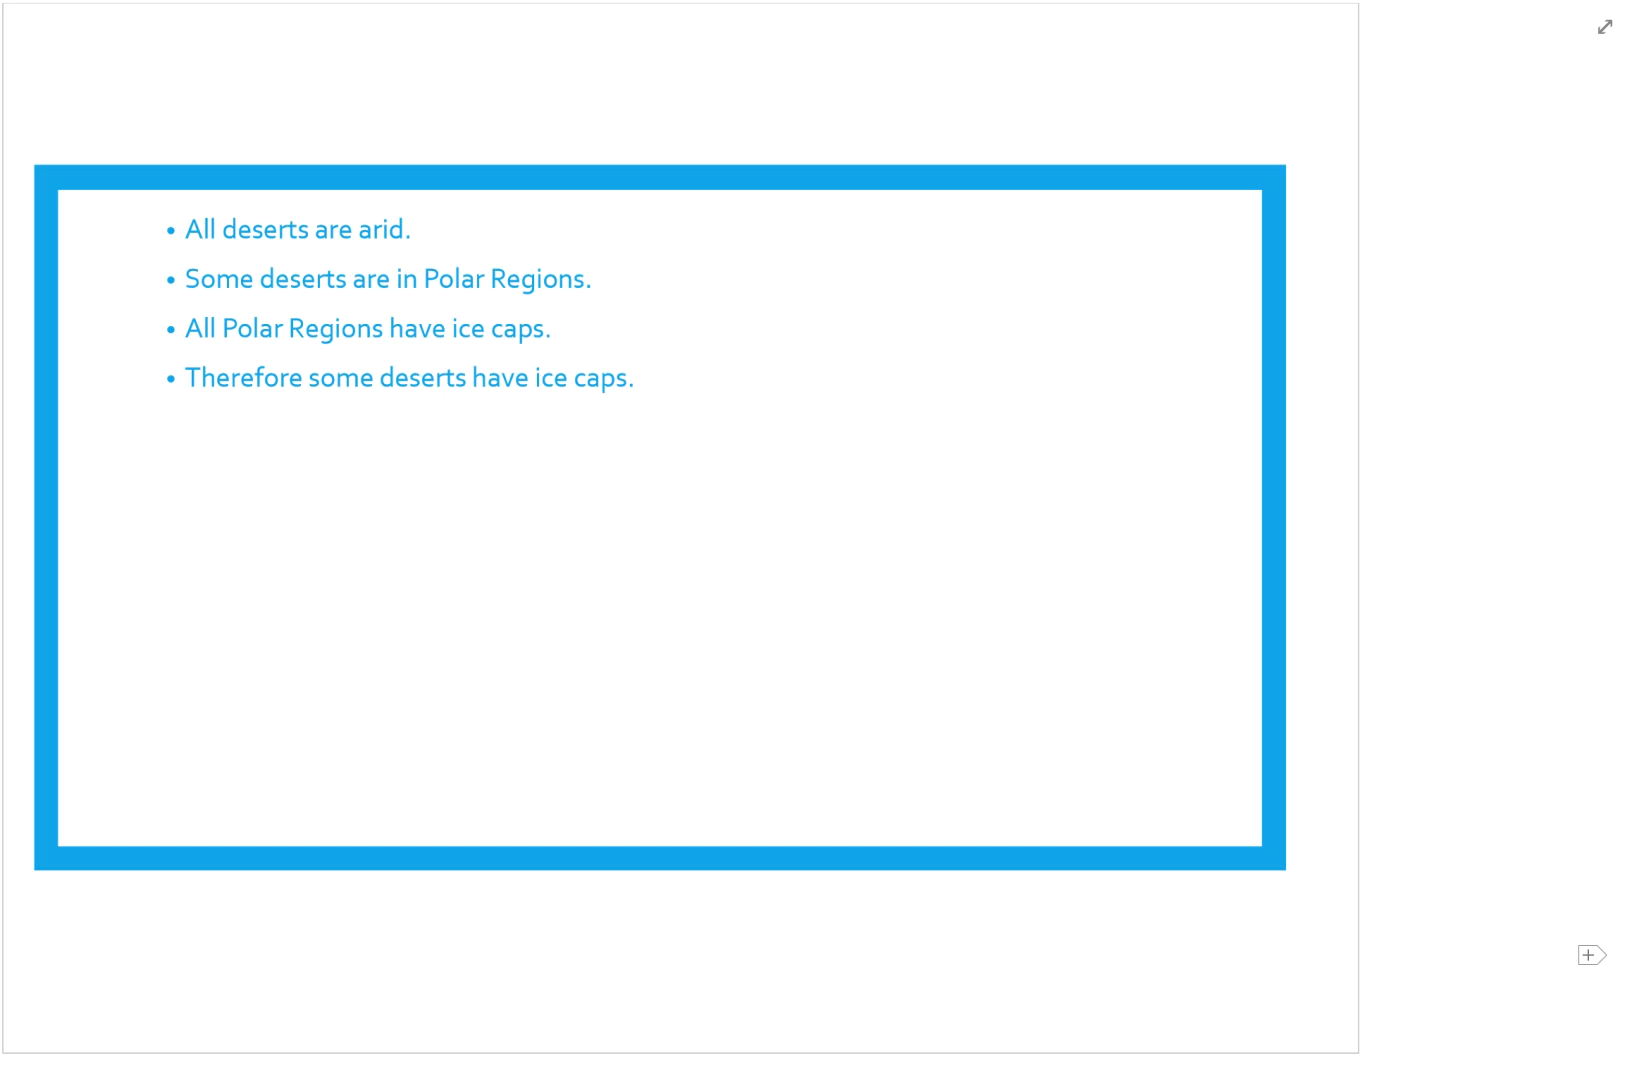 • All deserts are arid.
• Some deserts are in Polar Regions.
• All Polar Regions have ice caps.
• Therefore some deserts have ice caps.